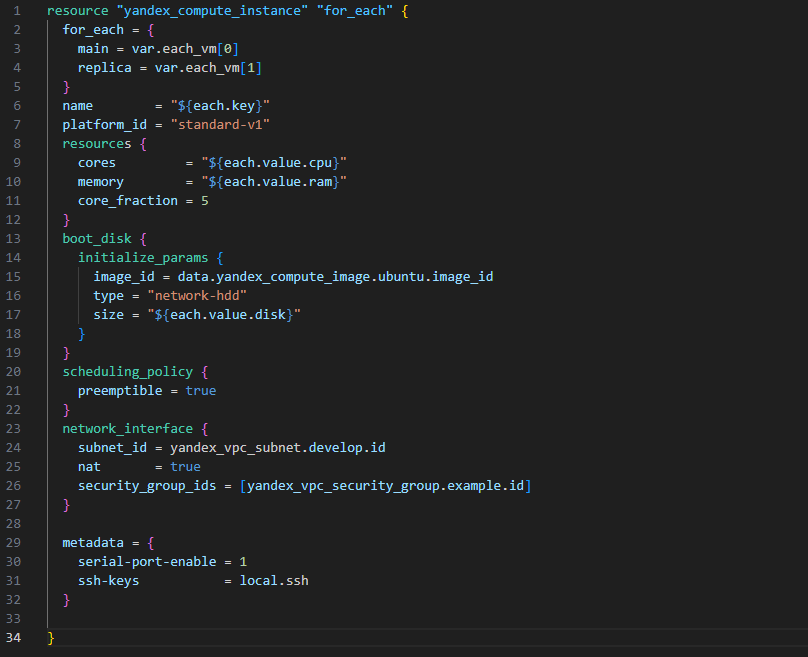 1 resource "yandex_compute_instance" "for_each" {
2   for_each = {
3     main = var.each_vm[0]
4     replica = var.each_vm[1]
5   }
6   name        = "${each.key}"
7   platform_id = "standard-v1"
8   resources {
9     cores         = "${each.value.cpu}"
10     memory        = "${each.value.ram}"
11     core_fraction = 5
12   }
13   boot_disk {
14     initialize_params {
15       image_id = data.yandex_compute_image.ubuntu.image_id
16       type = "network-hdd"
17       size = "${each.value.disk}"
18     }
19   }
20   scheduling_policy {
21     preemptible = true
22   }
23   network_interface {
24     subnet_id = yandex_vpc_subnet.develop.id
25     nat       = true
26     security_group_ids = [yandex_vpc_security_group.example.id]
27   }
28
29   metadata = {
30     serial-port-enable = 1
31     ssh-keys           = local.ssh
32   }
33
34 }